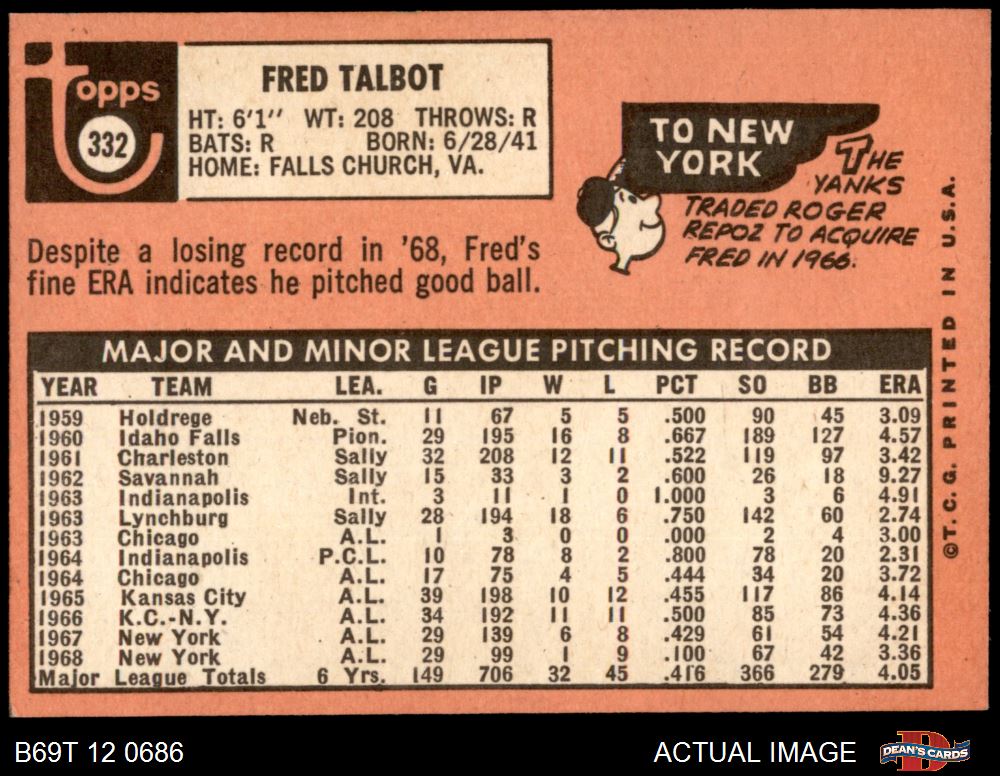 Topps
332
FRED TALBOT
HT: 6'1'' WT: 208 THROWS: R
BATS: R BORN: 6/28/41
HOME: FALLS CHURCH, VA.
Despite a losing record in '68, Fred's
fine ERA indicates he pitched good ball.
TO NEW
YORK
THE
YANKS
TRADED ROGER
REPOZ TO ACQUIRE
FRED IN 1966.
©T. C. G. PRINTED IN U.S.A.
MAJOR AND MINOR LEAGUE PITCHING RECORD
YEAR TEAM LEA. G IP W L PCT SO BB ERA
1959 Holdrege Neb. St. 11 67 5 5 .500 90 45 3.09
1960 Idaho Falls Pion. 29 195 16 8 .667 189 127 4.57
1961 Charleston Sally 32 208 12 11 .522 119 97 3.42
1962 Savannah Sally 15 33 3 2 .600 26 18 9.27
1963 Indianapolis Int. 3 11 1 0 1.000 3 6 4.91
1963 Lynchburg Sally 28 194 18 6 .750 142 60 2.74
1963 Chicago A.L. 1 3 0 0 .000 2 4 3.00
1964 Indianapolis P.C.L. 10 78 8 2 .800 78 20 2.31
1964 Chicago A.L. 17 75 4 5 .444 34 20 3.72
1965 Kansas City A.L. 39 198 10 12 .455 117 86 4.14
1966 K.C.-N.Y. A.L. 34 192 11 11 .500 85 73 4.36
1967 New York A.L. 29 139 6 8 .429 61 54 4.21
1968 New York A.L. 29 99 1 9 .100 67 42 3.36
Major League Totals 6 Yrs. 149 706 32 45 .416 366 279 4.05
B69T 12 0686
ACTUAL IMAGE
DEAN'S CARDS